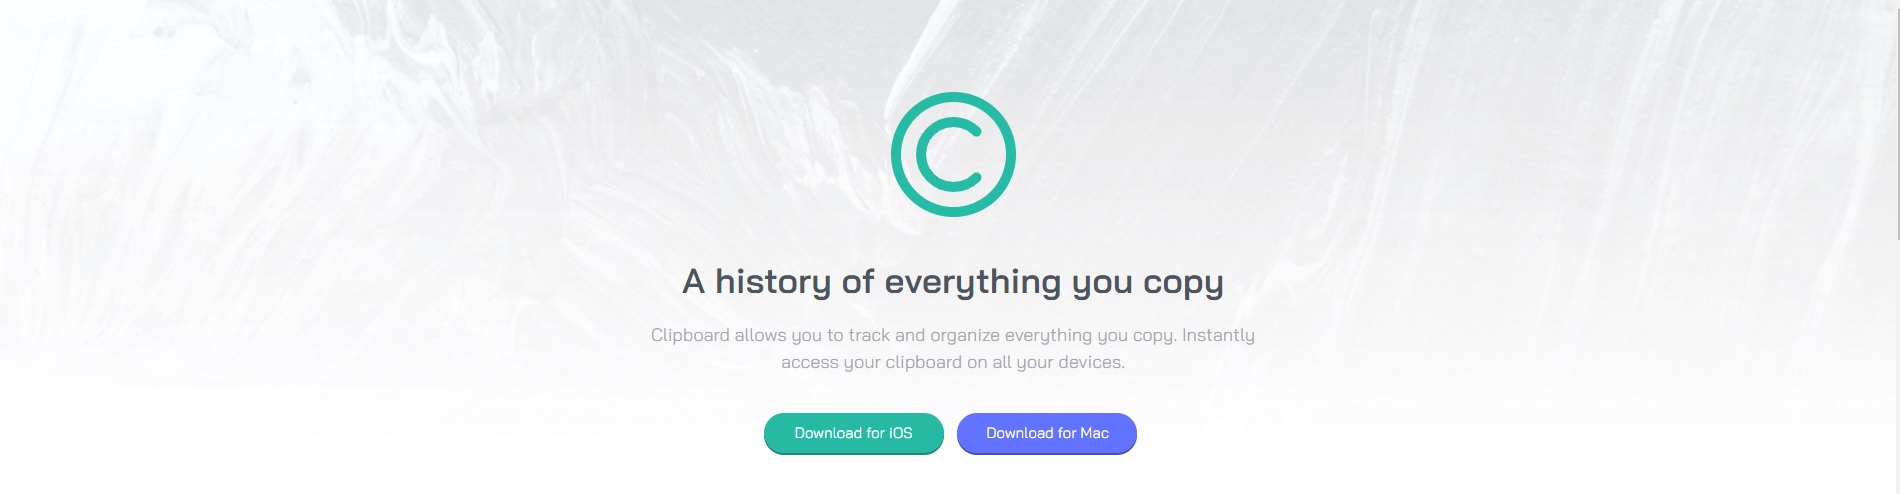 A history of everything you copy
Clipboard allows you to track and organize everything you copy. Instantly
access your clipboard on all your devices.
Download for iOS
Download for Mac